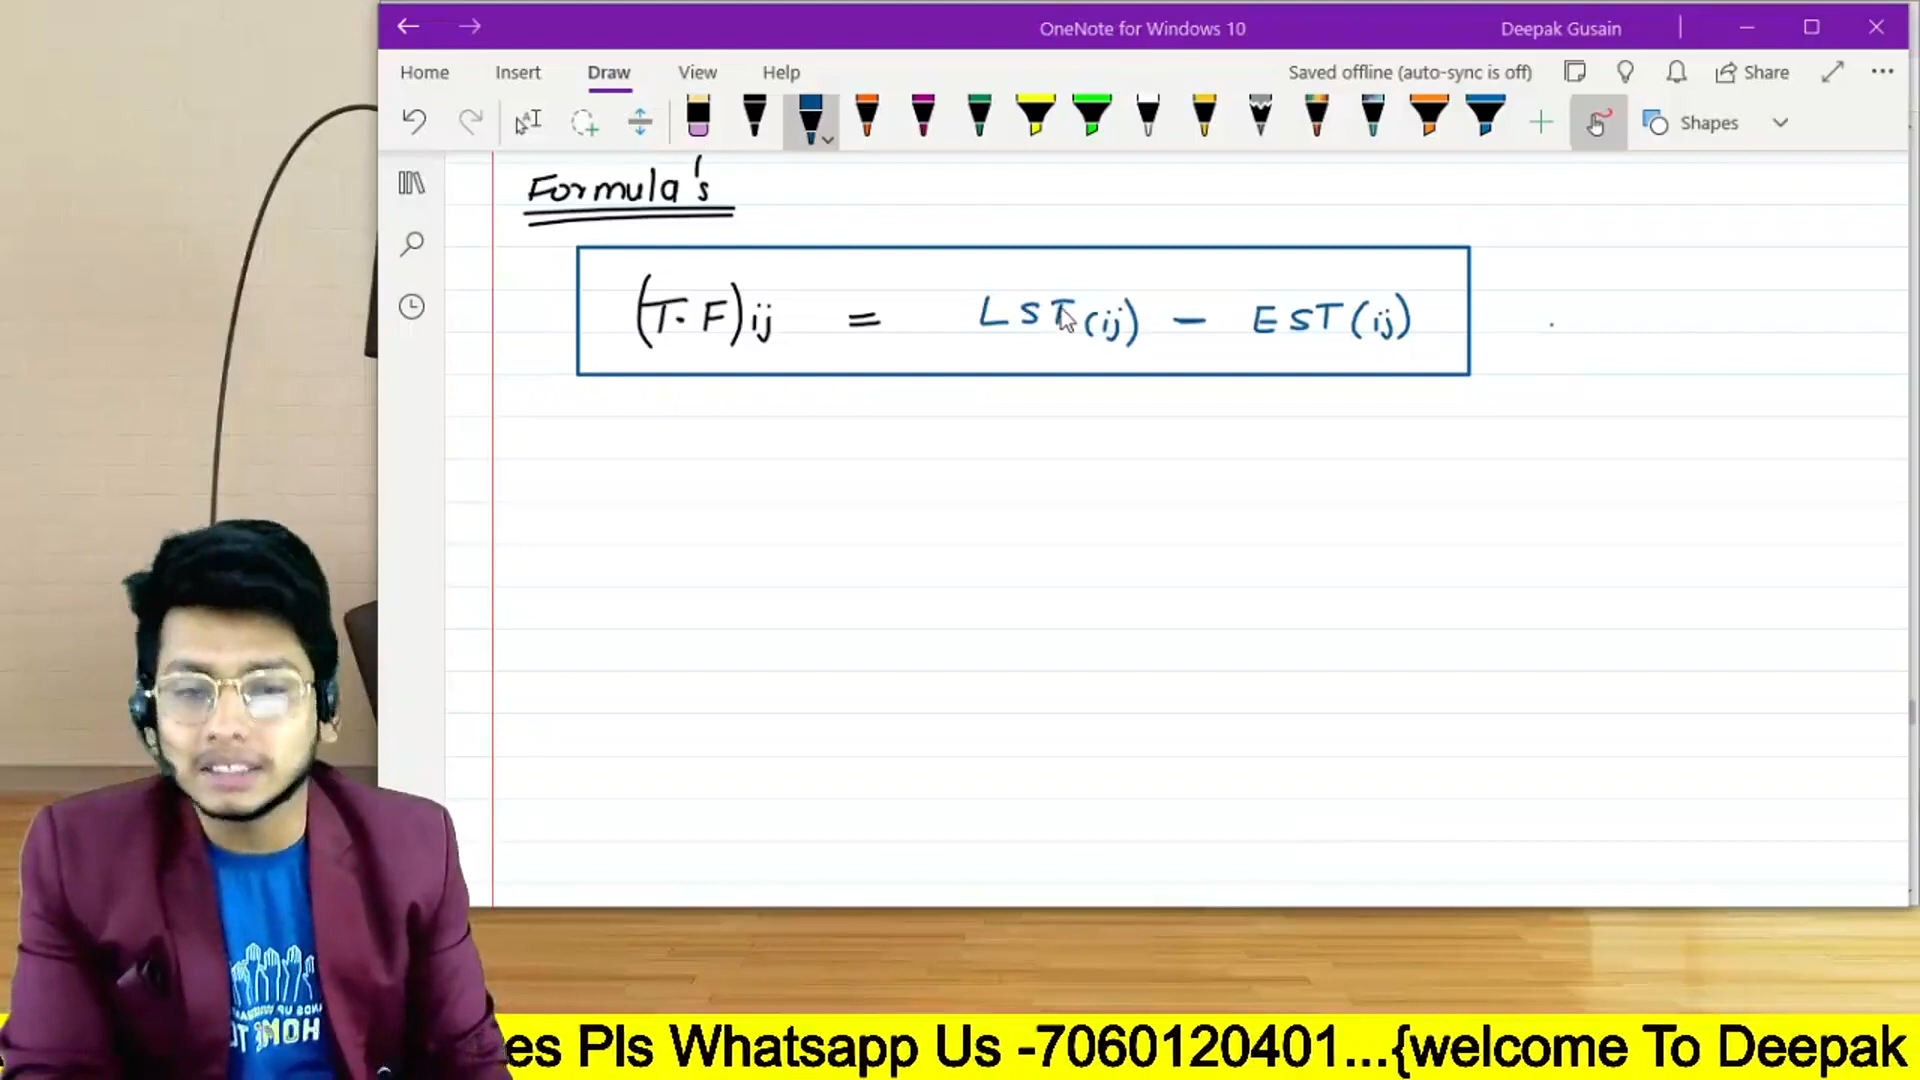 OneNote for Windows 10
Deepak Gusain
Home Insert Draw View Help
Saved offline (auto-sync is off)
Share
Shapes
Formula's
(T.F)ij = LST(ij) - EST(ij)
es Pls Whatsapp Us -7060120401...{welcome To Deepak